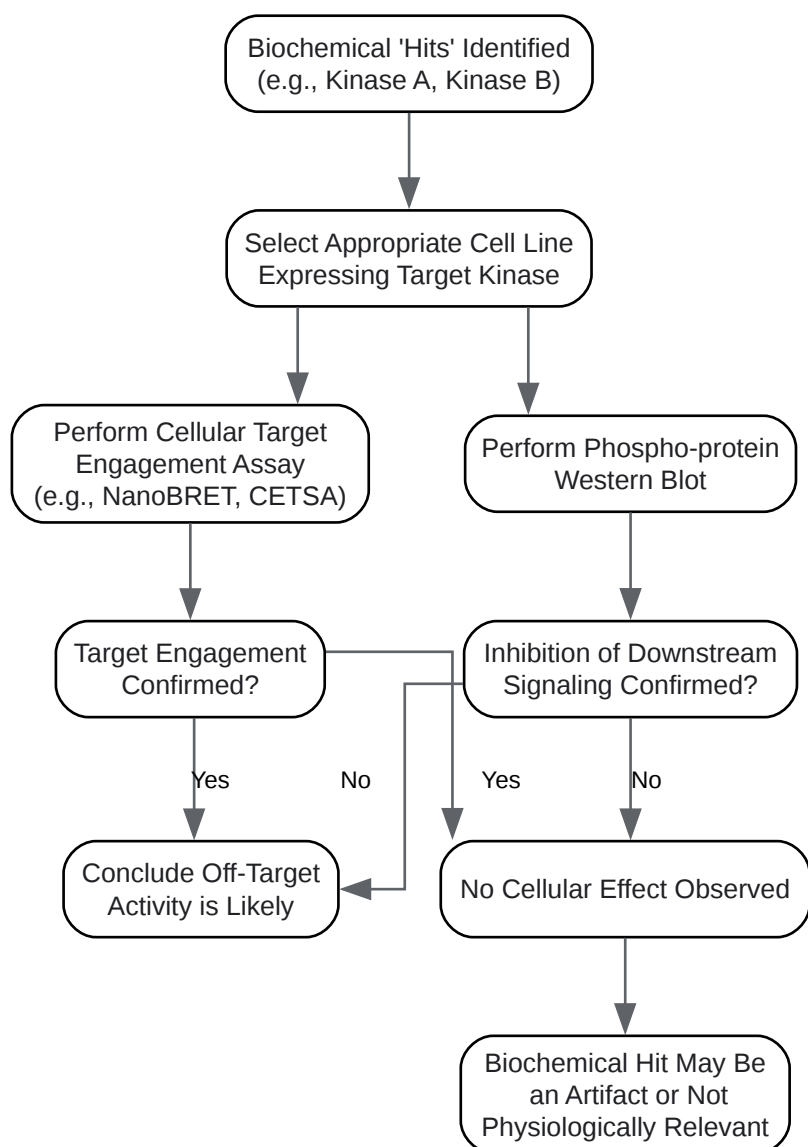 Biochemical 'Hits' Identified
(e.g., Kinase A, Kinase B)
Select Appropriate Cell Line
Expressing Target Kinase
Perform Cellular Target
Engagement Assay
(e.g., NanoBRET, CETSA)
Perform Phospho-protein
Western Blot
Target Engagement
Confirmed?
Inhibition of Downstream
Signaling Confirmed?
Yes
No
Yes
No
Conclude Off-Target
Activity is Likely
No Cellular Effect Observed
Biochemical Hit May Be
an Artifact or Not
Physiologically Relevant